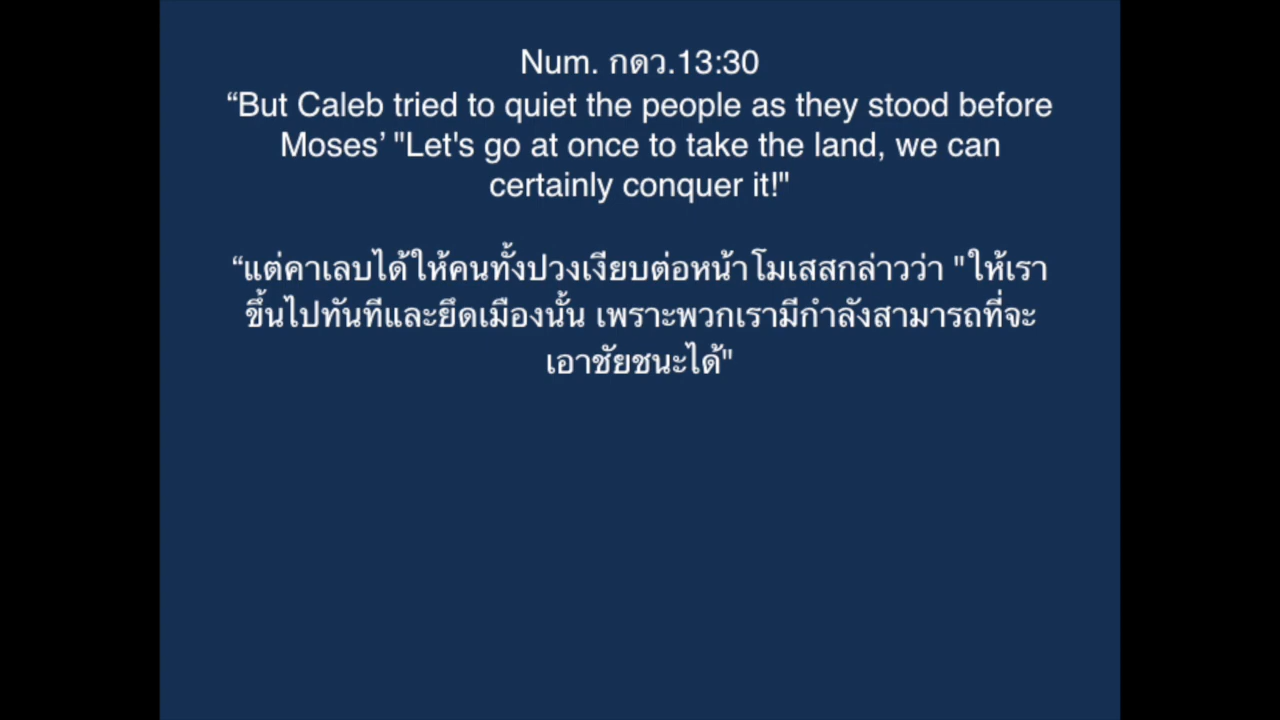 Num. กดว.13:30
“But Caleb tried to quiet the people as they stood before
Moses’ "Let's go at once to take the land, we can
certainly conquer it!"
“แต่คาเลบได้ให้คนทั้งปวงเงียบต่อหน้าโมเสสกล่าวว่า "ให้เรา
ขึ้นไปทันทีและยึดเมืองนั้น เพราะพวกเรามีกำลังสามารถที่จะ
เอาชัยชนะได้"